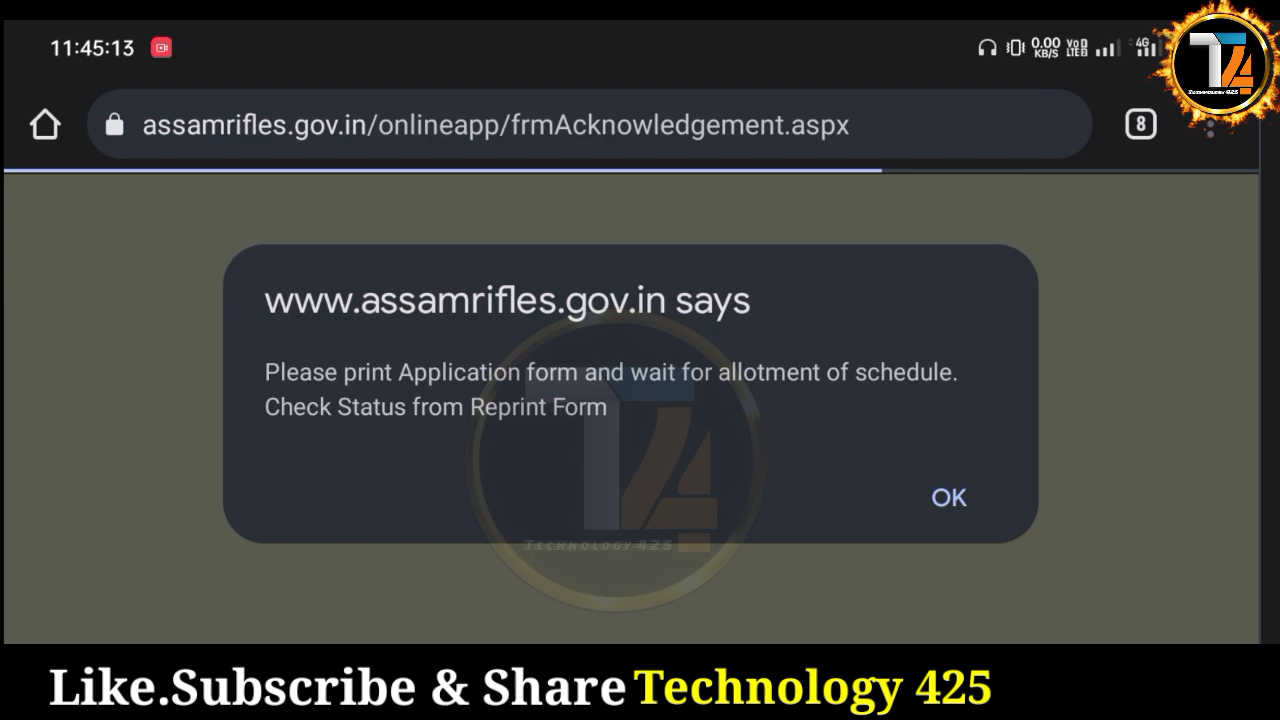 11:45:13
0.00 KB/S
VoD LTE2
4G
assamrifles.gov.in/onlineapp/frmAcknowledgement.aspx
8
www.assamrifles.gov.in says
Please print Application form and wait for allotment of schedule.
Check Status from Reprint Form
OK
TECHNOLOGY 425
Like.Subscribe & Share Technology 425